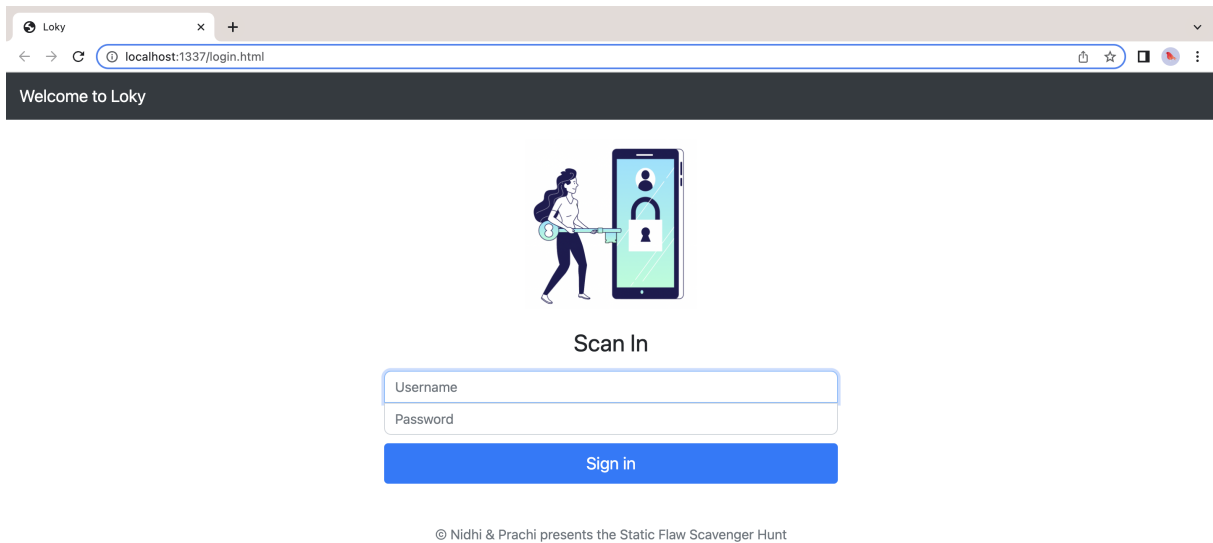 Loky
localhost:1337/login.html
Welcome to Loky
Scan In
Username
Password
Sign in
© Nidhi & Prachi presents the Static Flaw Scavenger Hunt